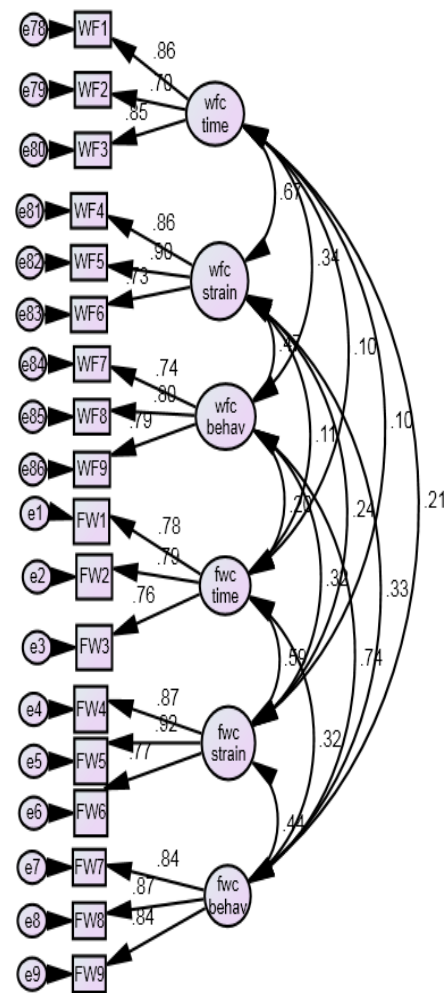 e78 WF1 .86
e79 WF2 .70
e80 WF3 .85
wfc
time
.67
e81 WF4 .86
e82 WF5 .90
e83 WF6 .73
wfc
strain
.34
.47
.10
e84 WF7 .74
e85 WF8 .80
e86 WF9 .79
wfc
behav
.11
.10
.20
.24
.21
e1 FW1 .78
e2 FW2 .79
e3 FW3 .76
fwc
time
.32
.33
.59
.74
e4 FW4 .87
e5 FW5 .92
e6 FW6 .77
fwc
strain
.32
.44
e7 FW7 .84
e8 FW8 .87
e9 FW9 .84
fwc
behav